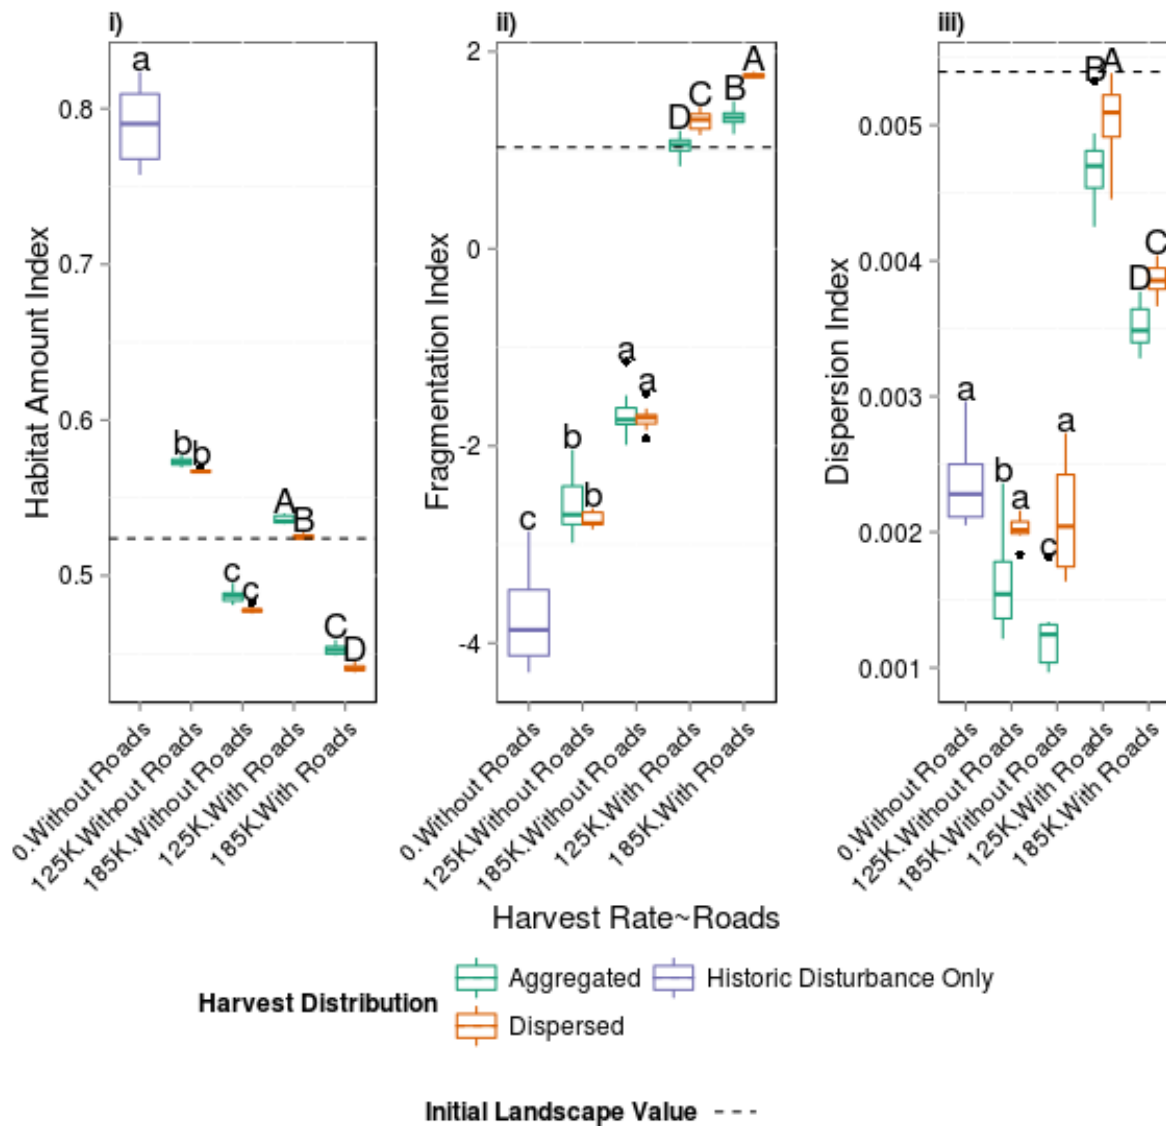 i)
Habitat Amount Index
0.8
0.7
0.6
0.5
a
b
b
c
c
A
B
C
D
0.Without Roads
125K.Without Roads
185K.Without Roads
125K.With Roads
185K.With Roads
ii)
Fragmentation Index
2
0
-2
-4
c
b
b
a
a
D
C
B
A
0.Without Roads
125K.Without Roads
185K.Without Roads
125K.With Roads
185K.With Roads
iii)
Dispersion Index
0.005
0.004
0.003
0.002
0.001
a
b
a
c
a
B
A
D
C
0.Without Roads
125K.Without Roads
185K.Without Roads
125K.With Roads
185K.With Roads
Harvest Rate~Roads
Harvest Distribution
Aggregated
Historic Disturbance Only
Dispersed
Initial Landscape Value